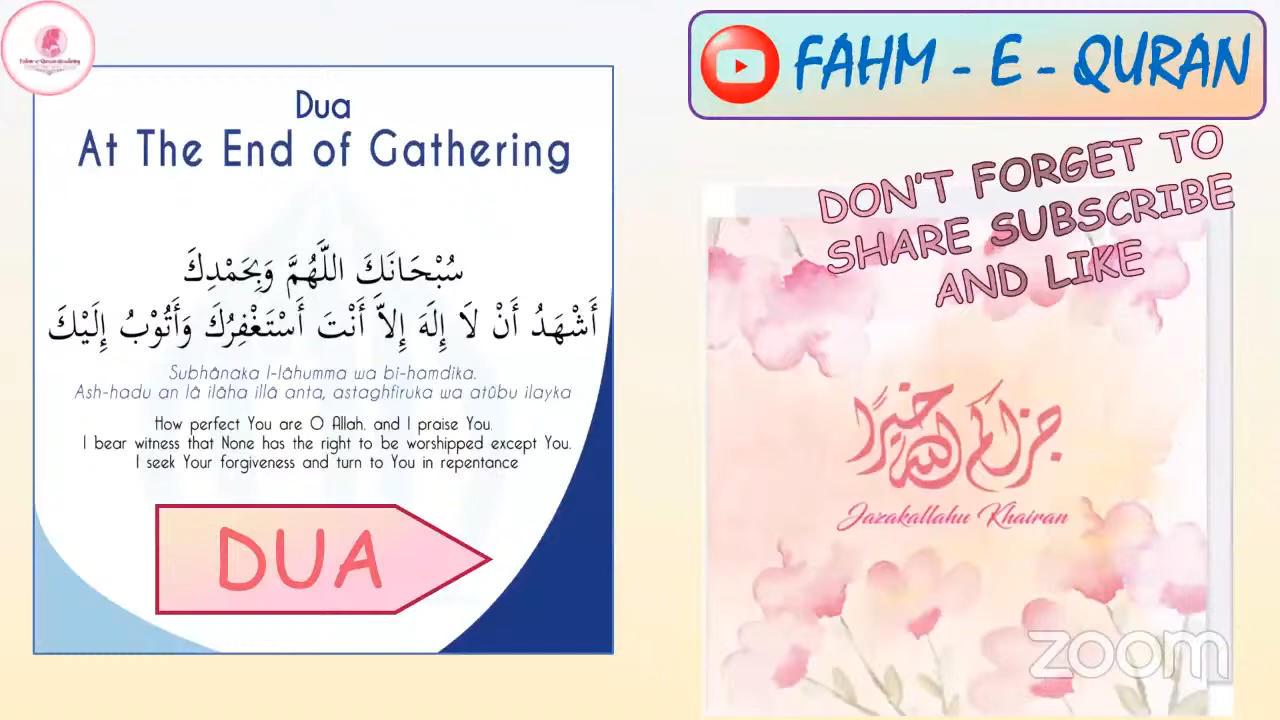 Dua
At The End of Gathering
سُبْحَانَكَ اللَّهُمَّ وَبِحَمْدِكَ
أَشْهَدُ أَنْ لَا إِلَهَ إِلاَّ أَنْتَ أَسْتَغْفِرُكَ وَأَتُوْبُ إِلَيْكَ
Subhânaka l-lâhumma wa bi-hamdika.
Ash-hadu an lâ ilâha illâ anta, astaghfiruka wa atûbu ilayka
How perfect You are O Allah, and I praise You.
I bear witness that None has the right to be worshipped except You.
I seek Your forgiveness and turn to You in repentance
DUA
FAHM - E - QURAN
DON'T FORGET TO
SHARE SUBSCRIBE
AND LIKE
جزاكم الله خيرًا
Jazakallahu Khairan
zoom